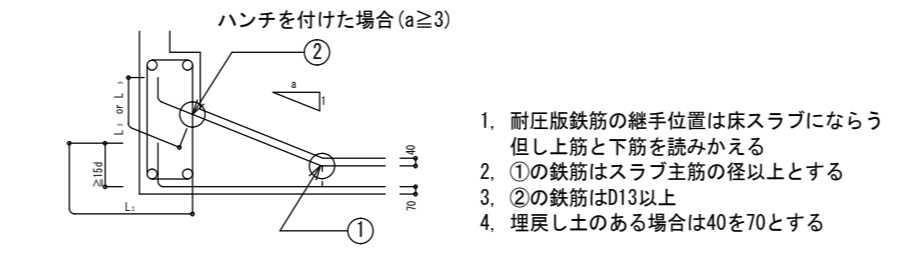 ハンチを付けた場合(a≧3)
②
a
1
L₂ or L₃
40
≧15d
70
L₂
①
1, 耐圧版鉄筋の継手位置は床スラブにならう
但し上筋と下筋を読みかえる
2, ①の鉄筋はスラブ主筋の径以上とする
3, ②の鉄筋はD13以上
4, 埋戻し土のある場合は40を70とする